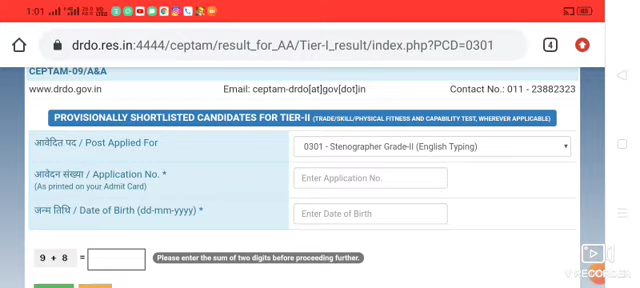 1:01
drdo.res.in:4444/ceptam/result_for_AA/Tier-I_result/index.php?PCD=0301
4
CEPTAM-09/A&A
www.drdo.gov.in Email: ceptam-drdo[at]gov[dot]in Contact No.: 011 - 23882323
PROVISIONALLY SHORTLISTED CANDIDATES FOR TIER-II (TRADE/SKILL/PHYSICAL FITNESS AND CAPABILITY TEST, WHEREVER APPLICABLE)
आवेदित पद / Post Applied For 0301 - Stenographer Grade-II (English Typing)
आवेदन संख्या / Application No. * Enter Application No.
(As printed on your Admit Card)
जन्म तिथि / Date of Birth (dd-mm-yyyy) * Enter Date of Birth
9 + 8 = Please enter the sum of two digits before proceeding further.
V RECORDER